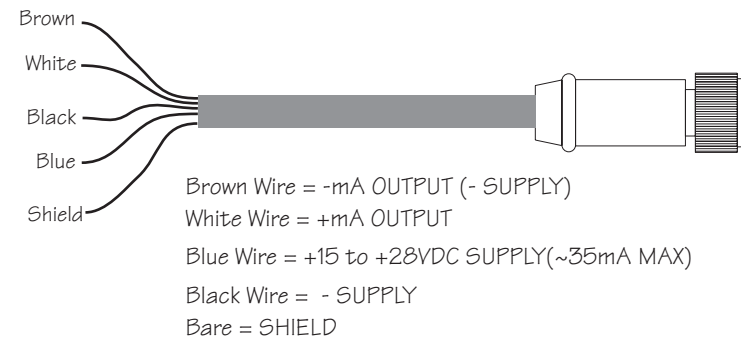 Brown
White
Black
Blue
Shield
Brown Wire = -mA OUTPUT (- SUPPLY)
White Wire = +mA OUTPUT
Blue Wire = +15 to +28VDC SUPPLY(~35mA MAX)
Black Wire = - SUPPLY
Bare = SHIELD